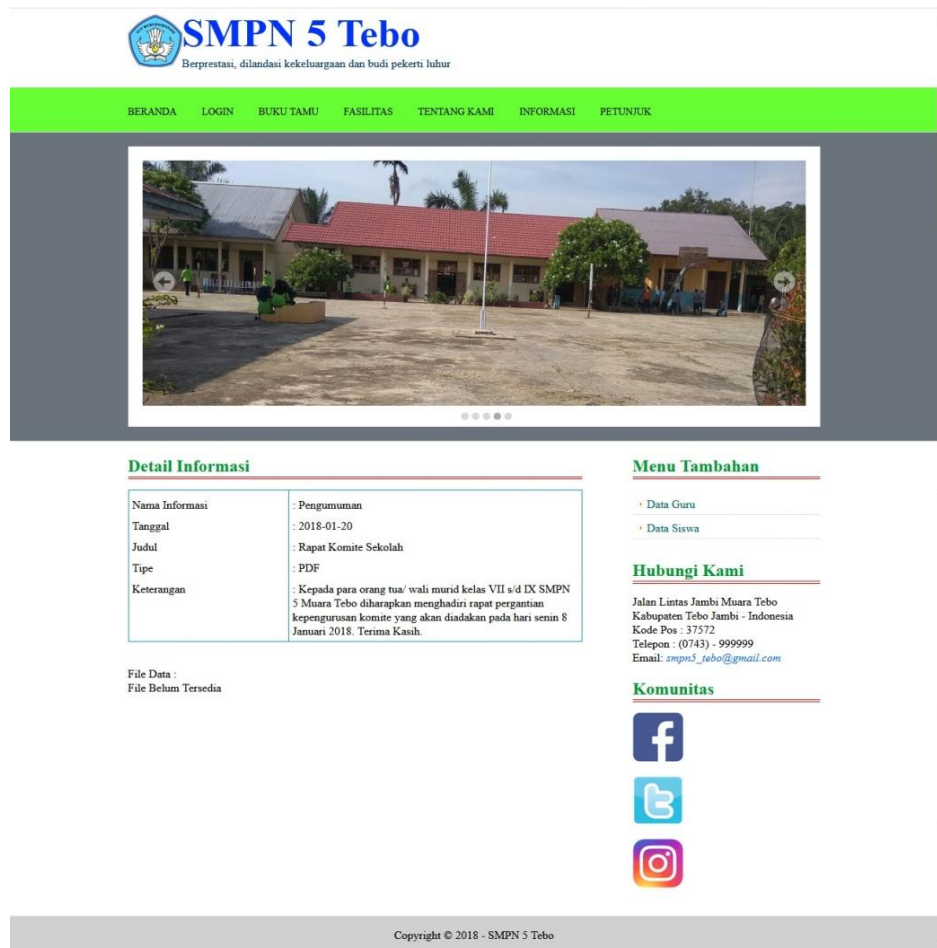 SMPN 5 Tebo
Berprestasi, dilandasi kekeluargaan dan budi pekerti luhur
BERANDA LOGIN BUKU TAMU FASILITAS TENTANG KAMI INFORMASI PETUNJUK
Detail Informasi
Nama Informasi : Pengumuman
Tanggal : 2018-01-20
Judul : Rapat Komite Sekolah
Tipe : PDF
Keterangan : Kepada para orang tua/ wali murid kelas VII s/d IX SMPN
5 Muara Tebo diharapkan menghadiri rapat pergantian
kepengurusan komite yang akan diadakan pada hari senin 8
Januari 2018. Terima Kasih.
File Data :
File Belum Tersedia
Menu Tambahan
Data Guru
Data Siswa
Hubungi Kami
Jalan Lintas Jambi Muara Tebo
Kabupaten Tebo Jambi - Indonesia
Kode Pos : 37572
Telepon : (0743) - 999999
Email: smpn5_tebo@gmail.com
Komunitas
Copyright © 2018 - SMPN 5 Tebo